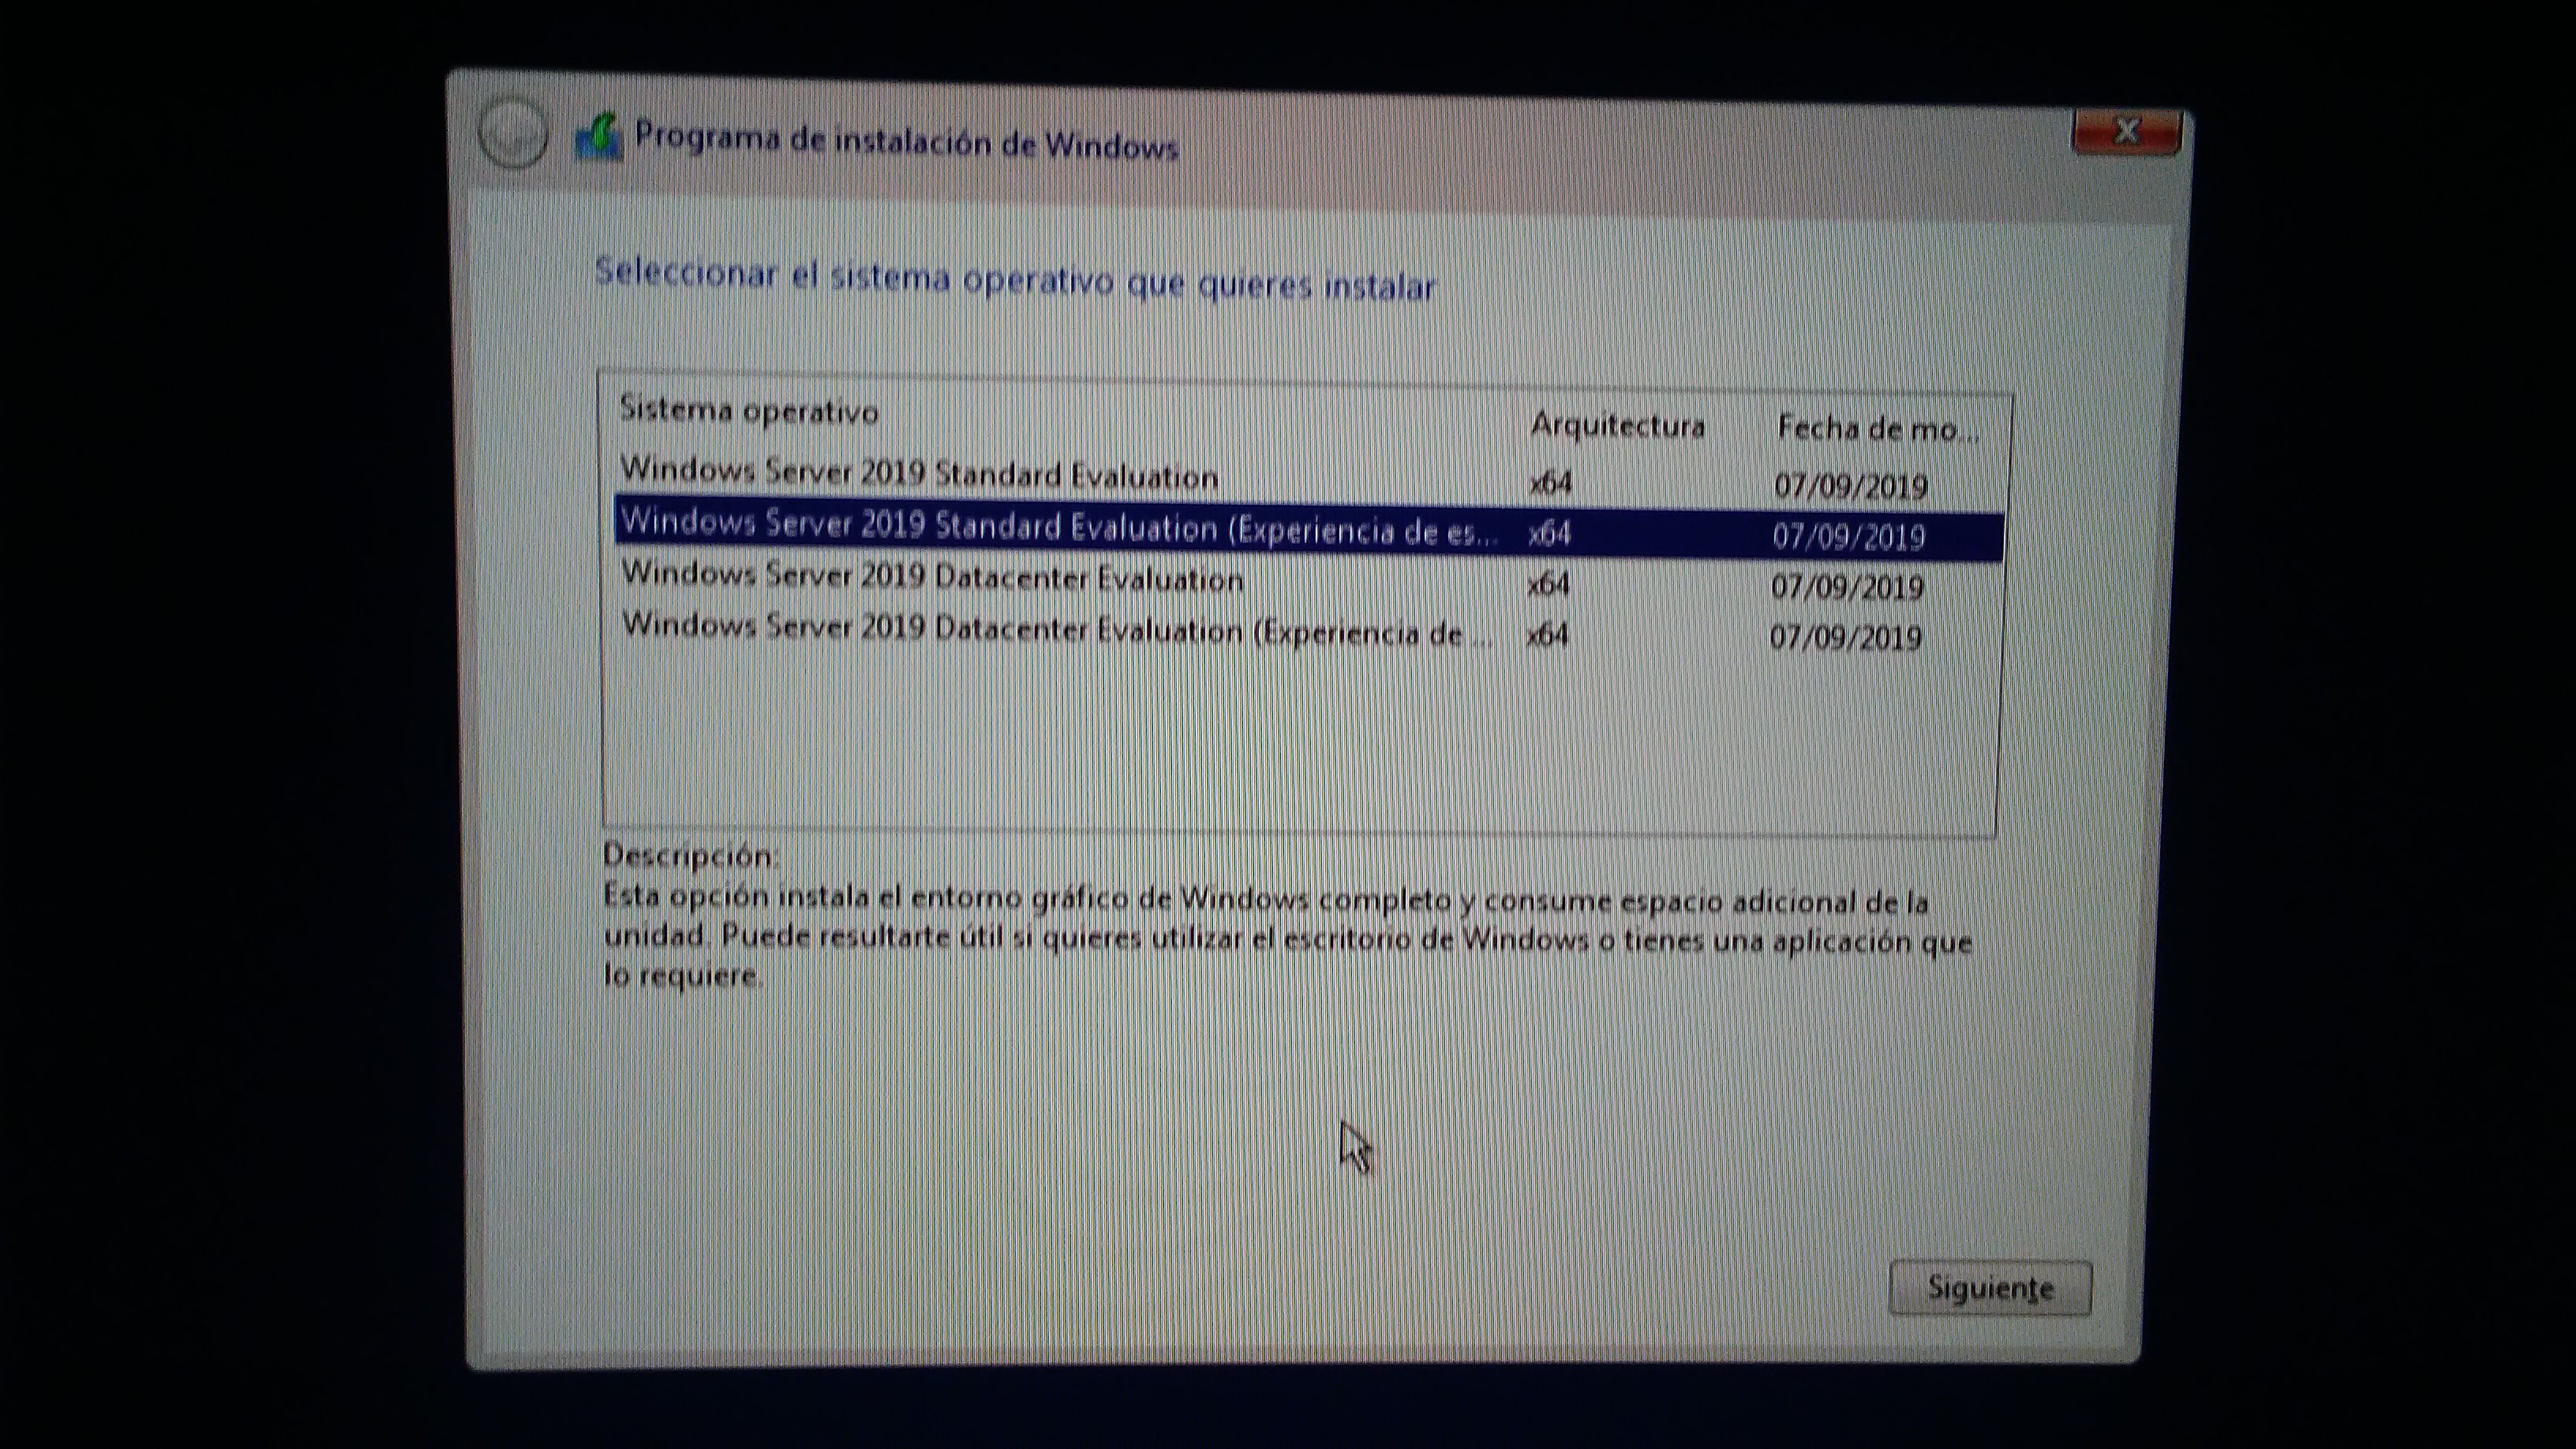 Programa de instalación de Windows
Seleccionar el sistema operativo que quieres instalar
Sistema operativo Arquitectura Fecha de mo...
Windows Server 2019 Standard Evaluation x64 07/09/2019
Windows Server 2019 Standard Evaluation (Experiencia de es... x64 07/09/2019
Windows Server 2019 Datacenter Evaluation x64 07/09/2019
Windows Server 2019 Datacenter Evaluation (Experiencia de ... x64 07/09/2019
Descripción:
Esta opción instala el entorno gráfico de Windows completo y consume espacio adicional de la
unidad. Puede resultarte útil si quieres utilizar el escritorio de Windows o tienes una aplicación que
lo requiere.
Siguiente